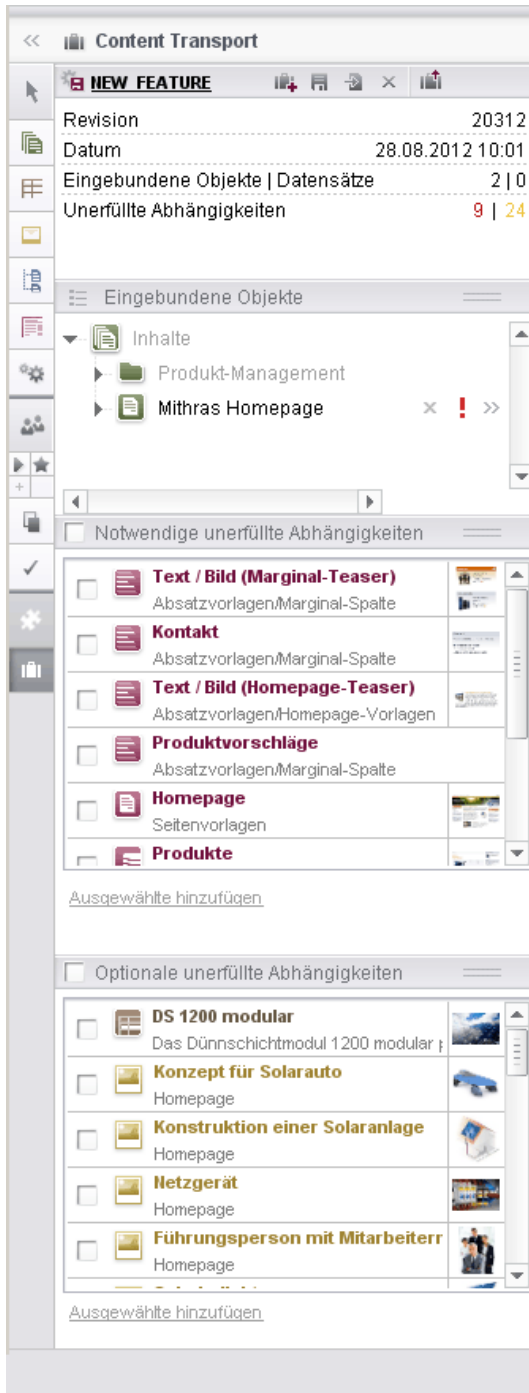 Content Transport
NEW_FEATURE
Revision 20312
Datum 28.08.2012 10:01
Eingebundene Objekte | Datensätze 2 | 0
Unerfüllte Abhängigkeiten 9 | 24
Eingebundene Objekte
Inhalte
Produkt-Management
Mithras Homepage
Notwendige unerfüllte Abhängigkeiten
Text / Bild (Marginal-Teaser)
Absatzvorlagen/Marginal-Spalte
Kontakt
Absatzvorlagen/Marginal-Spalte
Text / Bild (Homepage-Teaser)
Absatzvorlagen/Homepage-Vorlagen
Produktvorschläge
Absatzvorlagen/Marginal-Spalte
Homepage
Seitenvorlagen
Produkte
Ausgewählte hinzufügen
Optionale unerfüllte Abhängigkeiten
DS 1200 modular
Das Dünnschichtmodul 1200 modular
Konzept für Solarauto
Homepage
Konstruktion einer Solaranlage
Homepage
Netzgerät
Homepage
Führungsperson mit Mitarbeiterr
Homepage
Ausgewählte hinzufügen